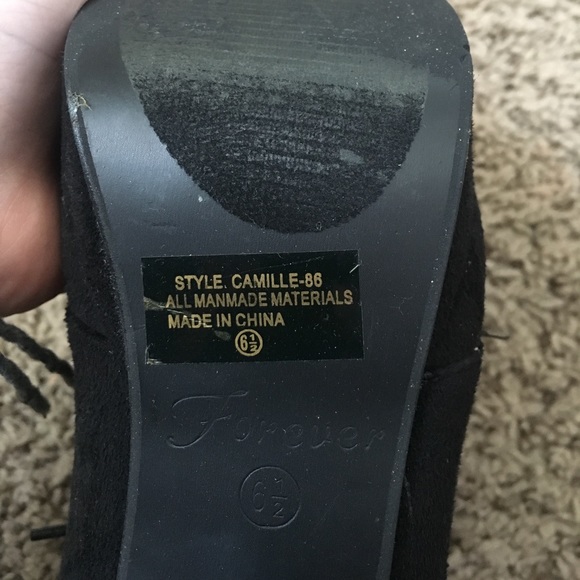 STYLE. CAMILLE-86
ALL MANMADE MATERIALS
MADE IN CHINA
6½
Forever
6½